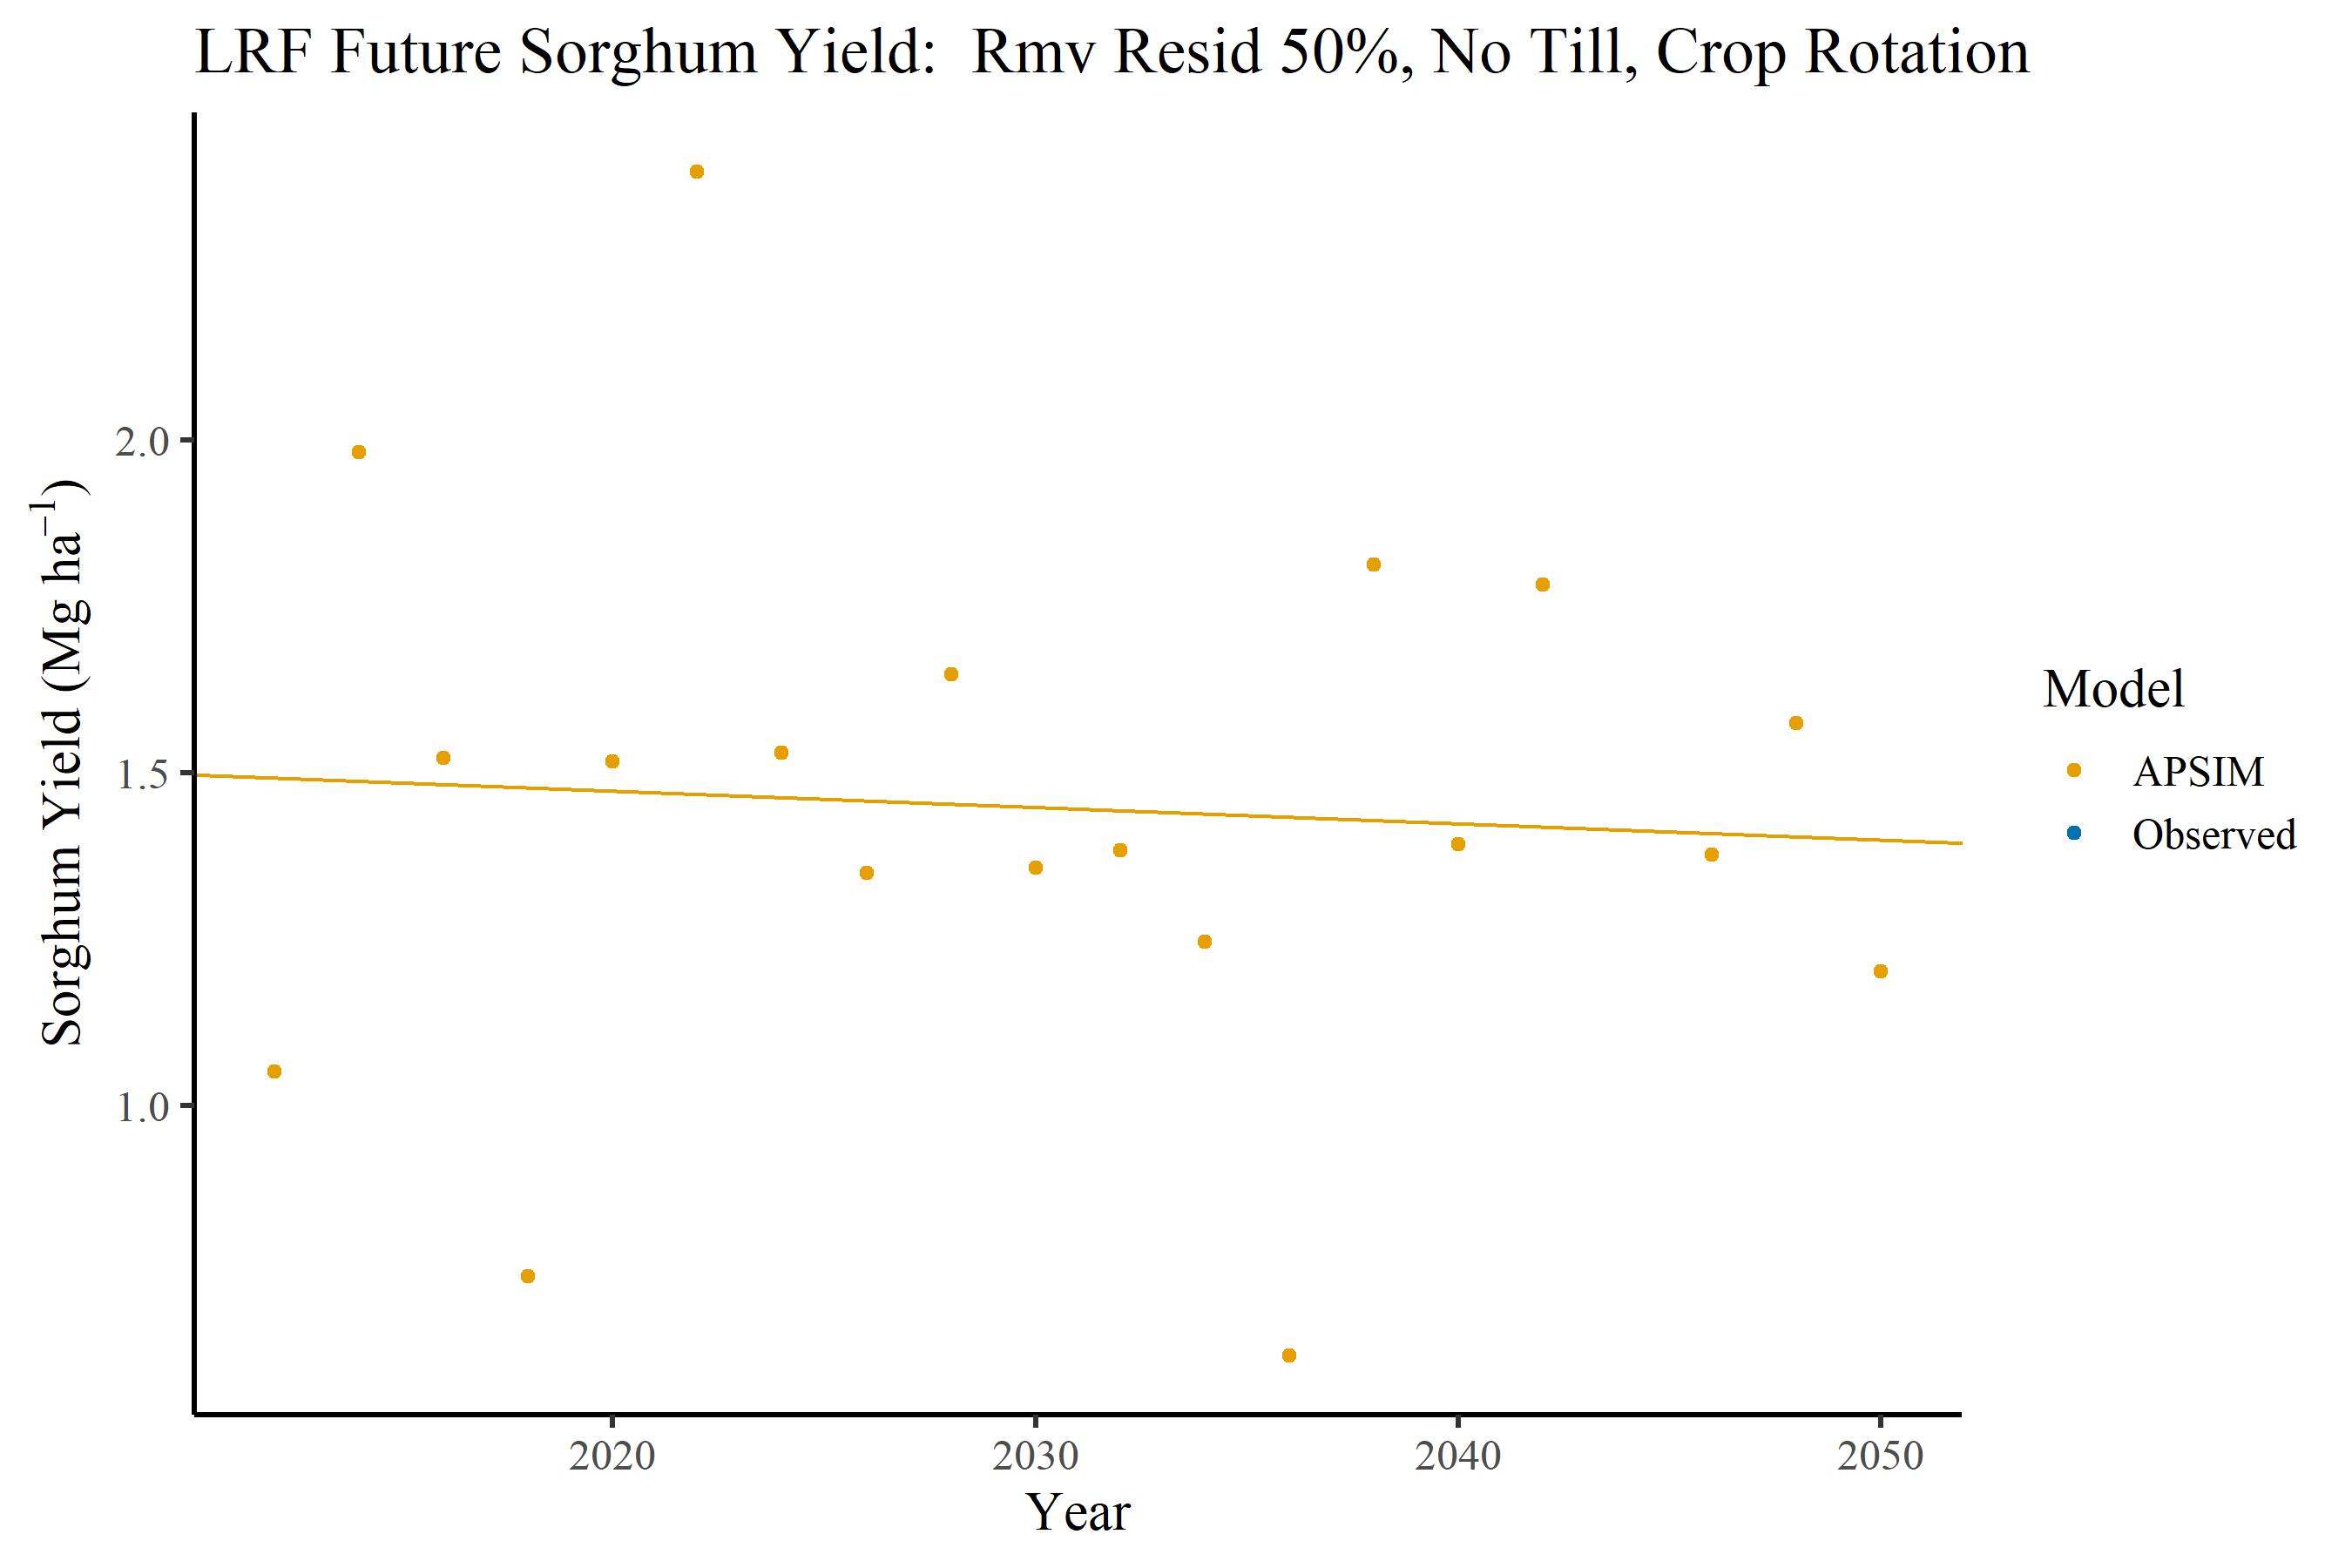 LRF Future Sorghum Yield:  Rmv Resid 50%, No Till, Crop Rotation
Sorghum Yield (Mg ha⁻¹)
2.0
1.5
1.0
2020 2030 2040 2050
Year
Model
APSIM
Observed